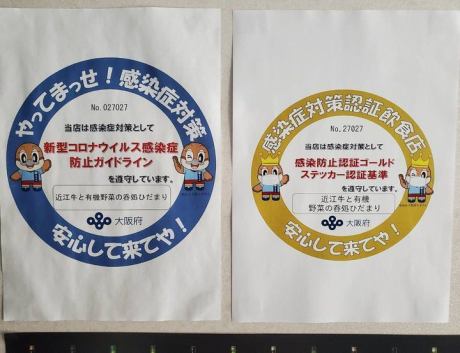 やってまっせ！感染症対策
No. 027027
当店は感染症対策として
新型コロナウイルス感染症
防止ガイドライン
を遵守しています。
近江牛と有機野菜の呑処ひだまり
大阪府
安心して来てや！
感染症対策認証飲食店
No. 27027
当店は感染症対策として
感染防止認証ゴールド
ステッカー認証基準
を遵守しています。
近江牛と有機
野菜の呑処ひだまり
大阪府
安心して来てや！